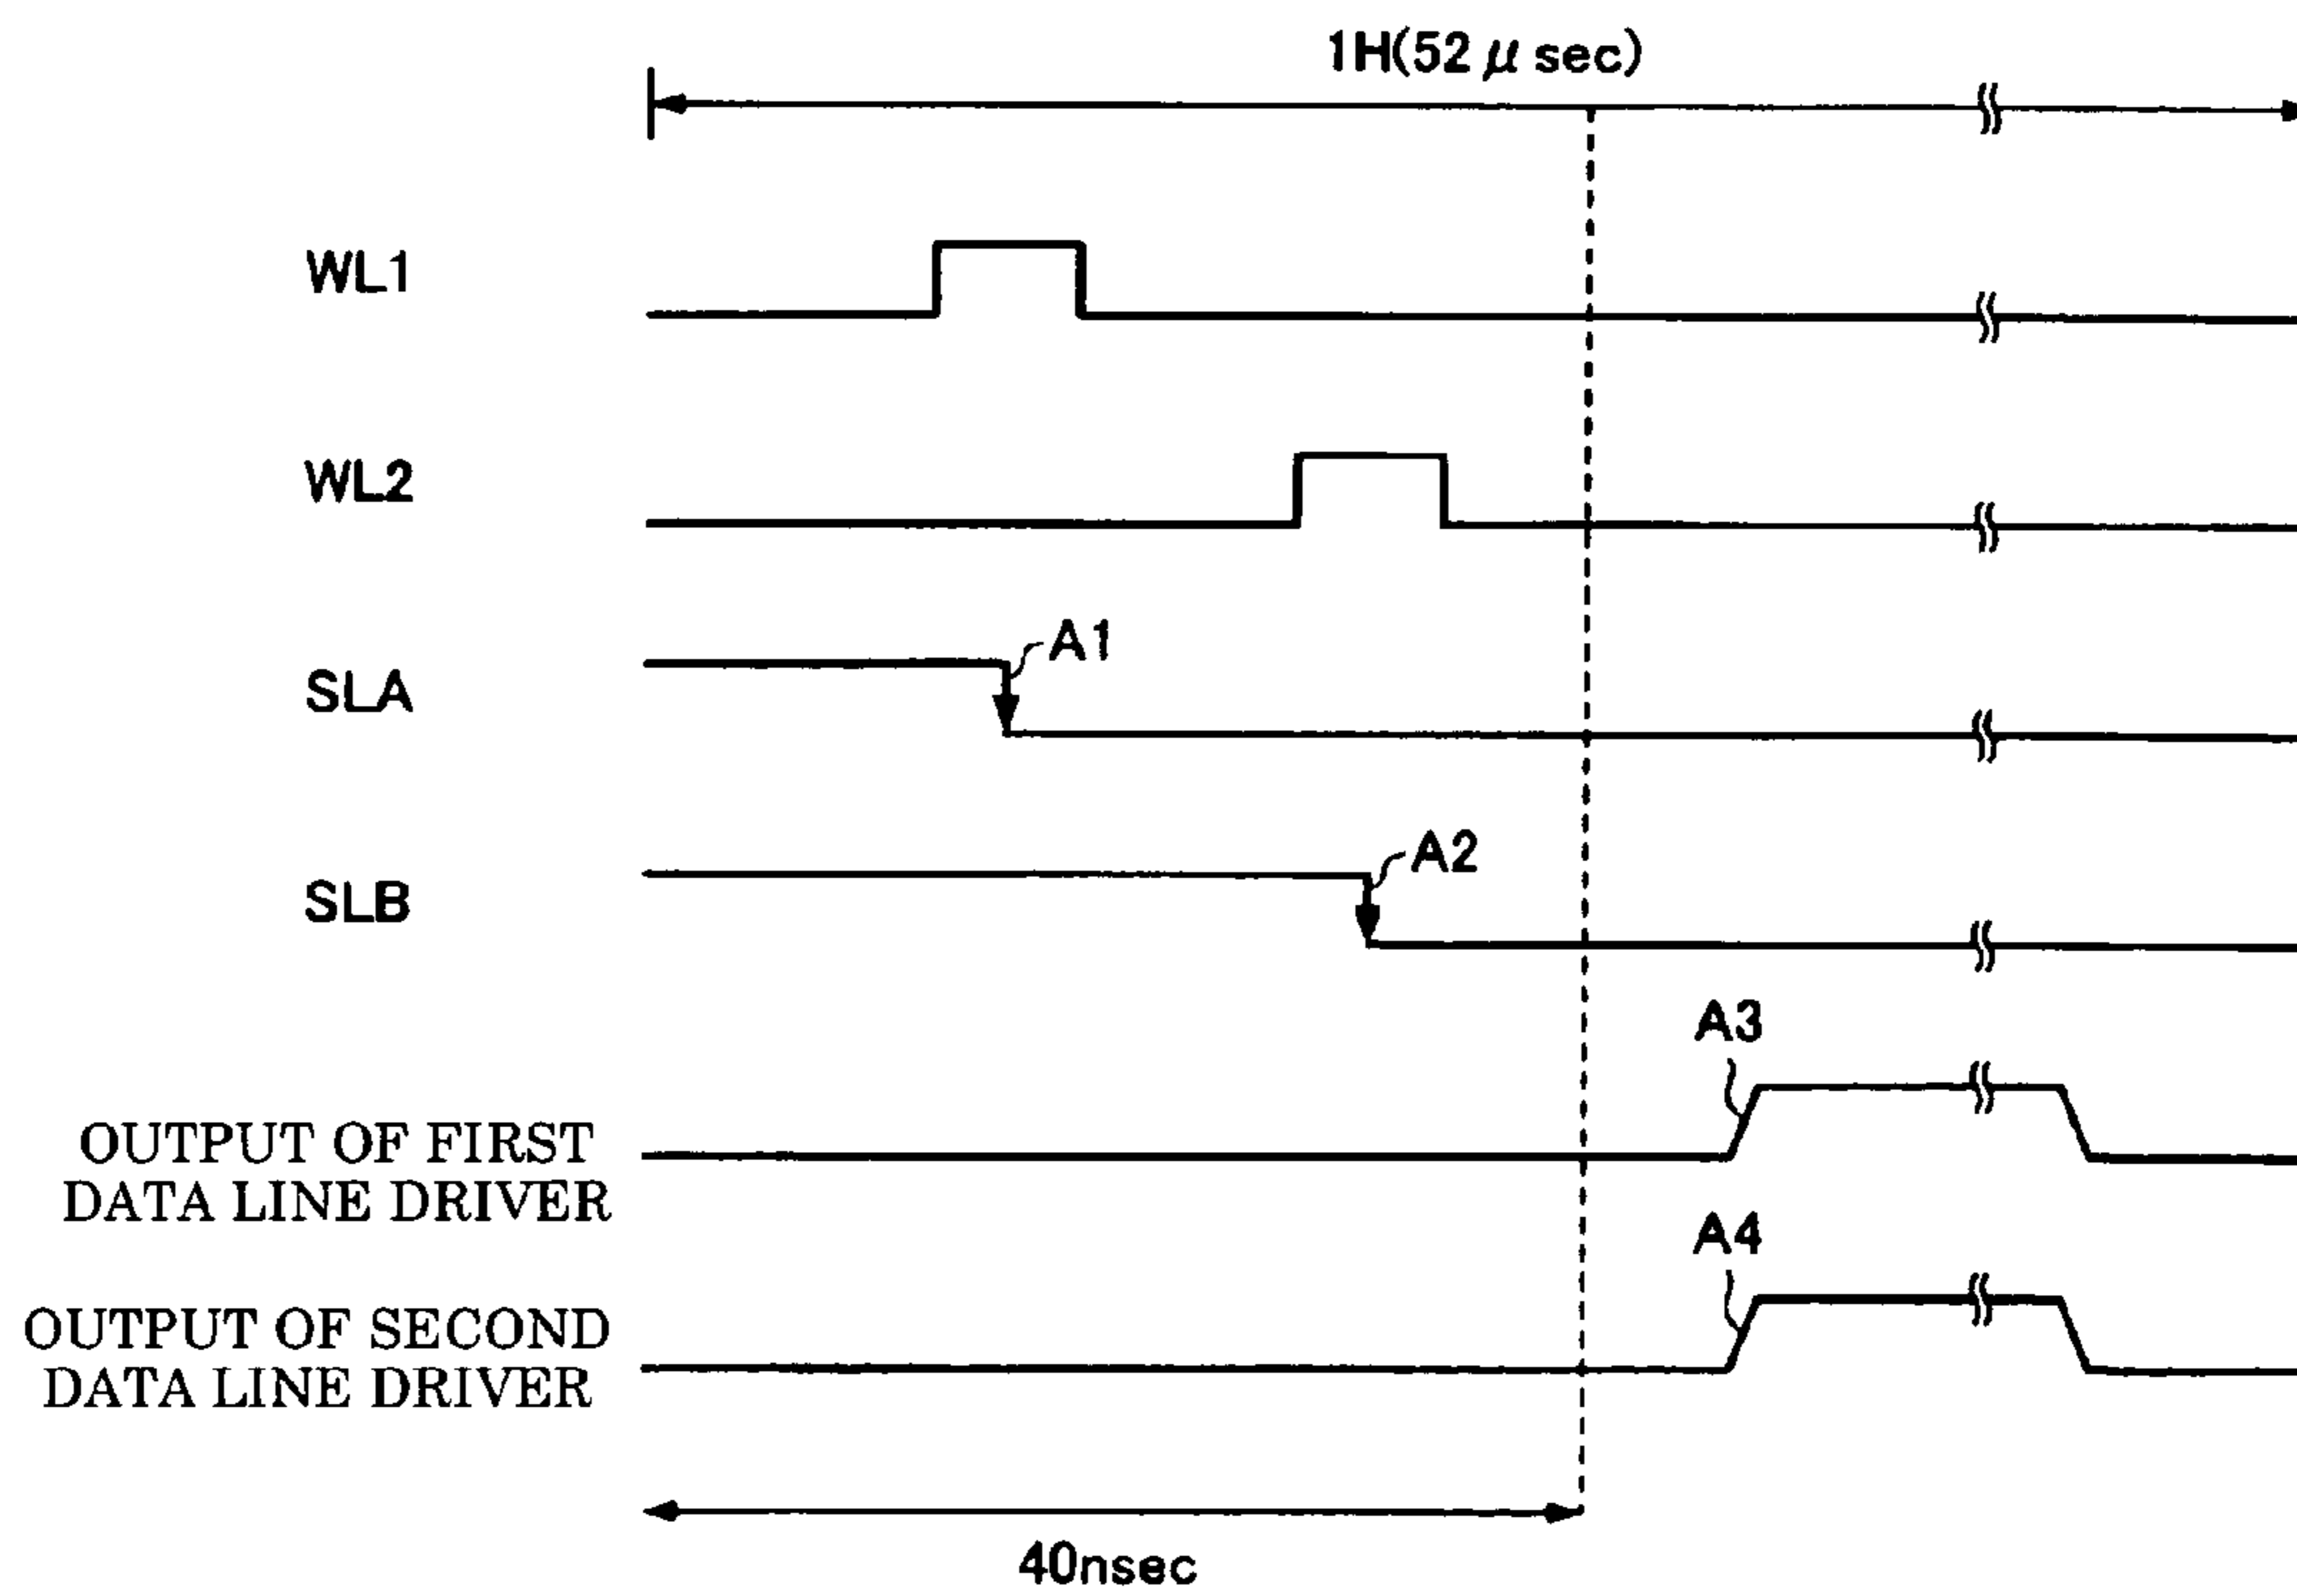 1H(52 μ sec)
WL1
WL2
A1
SLA
A2
SLB
A3
OUTPUT OF FIRST
DATA LINE DRIVER
A4
OUTPUT OF SECOND
DATA LINE DRIVER
40nsec